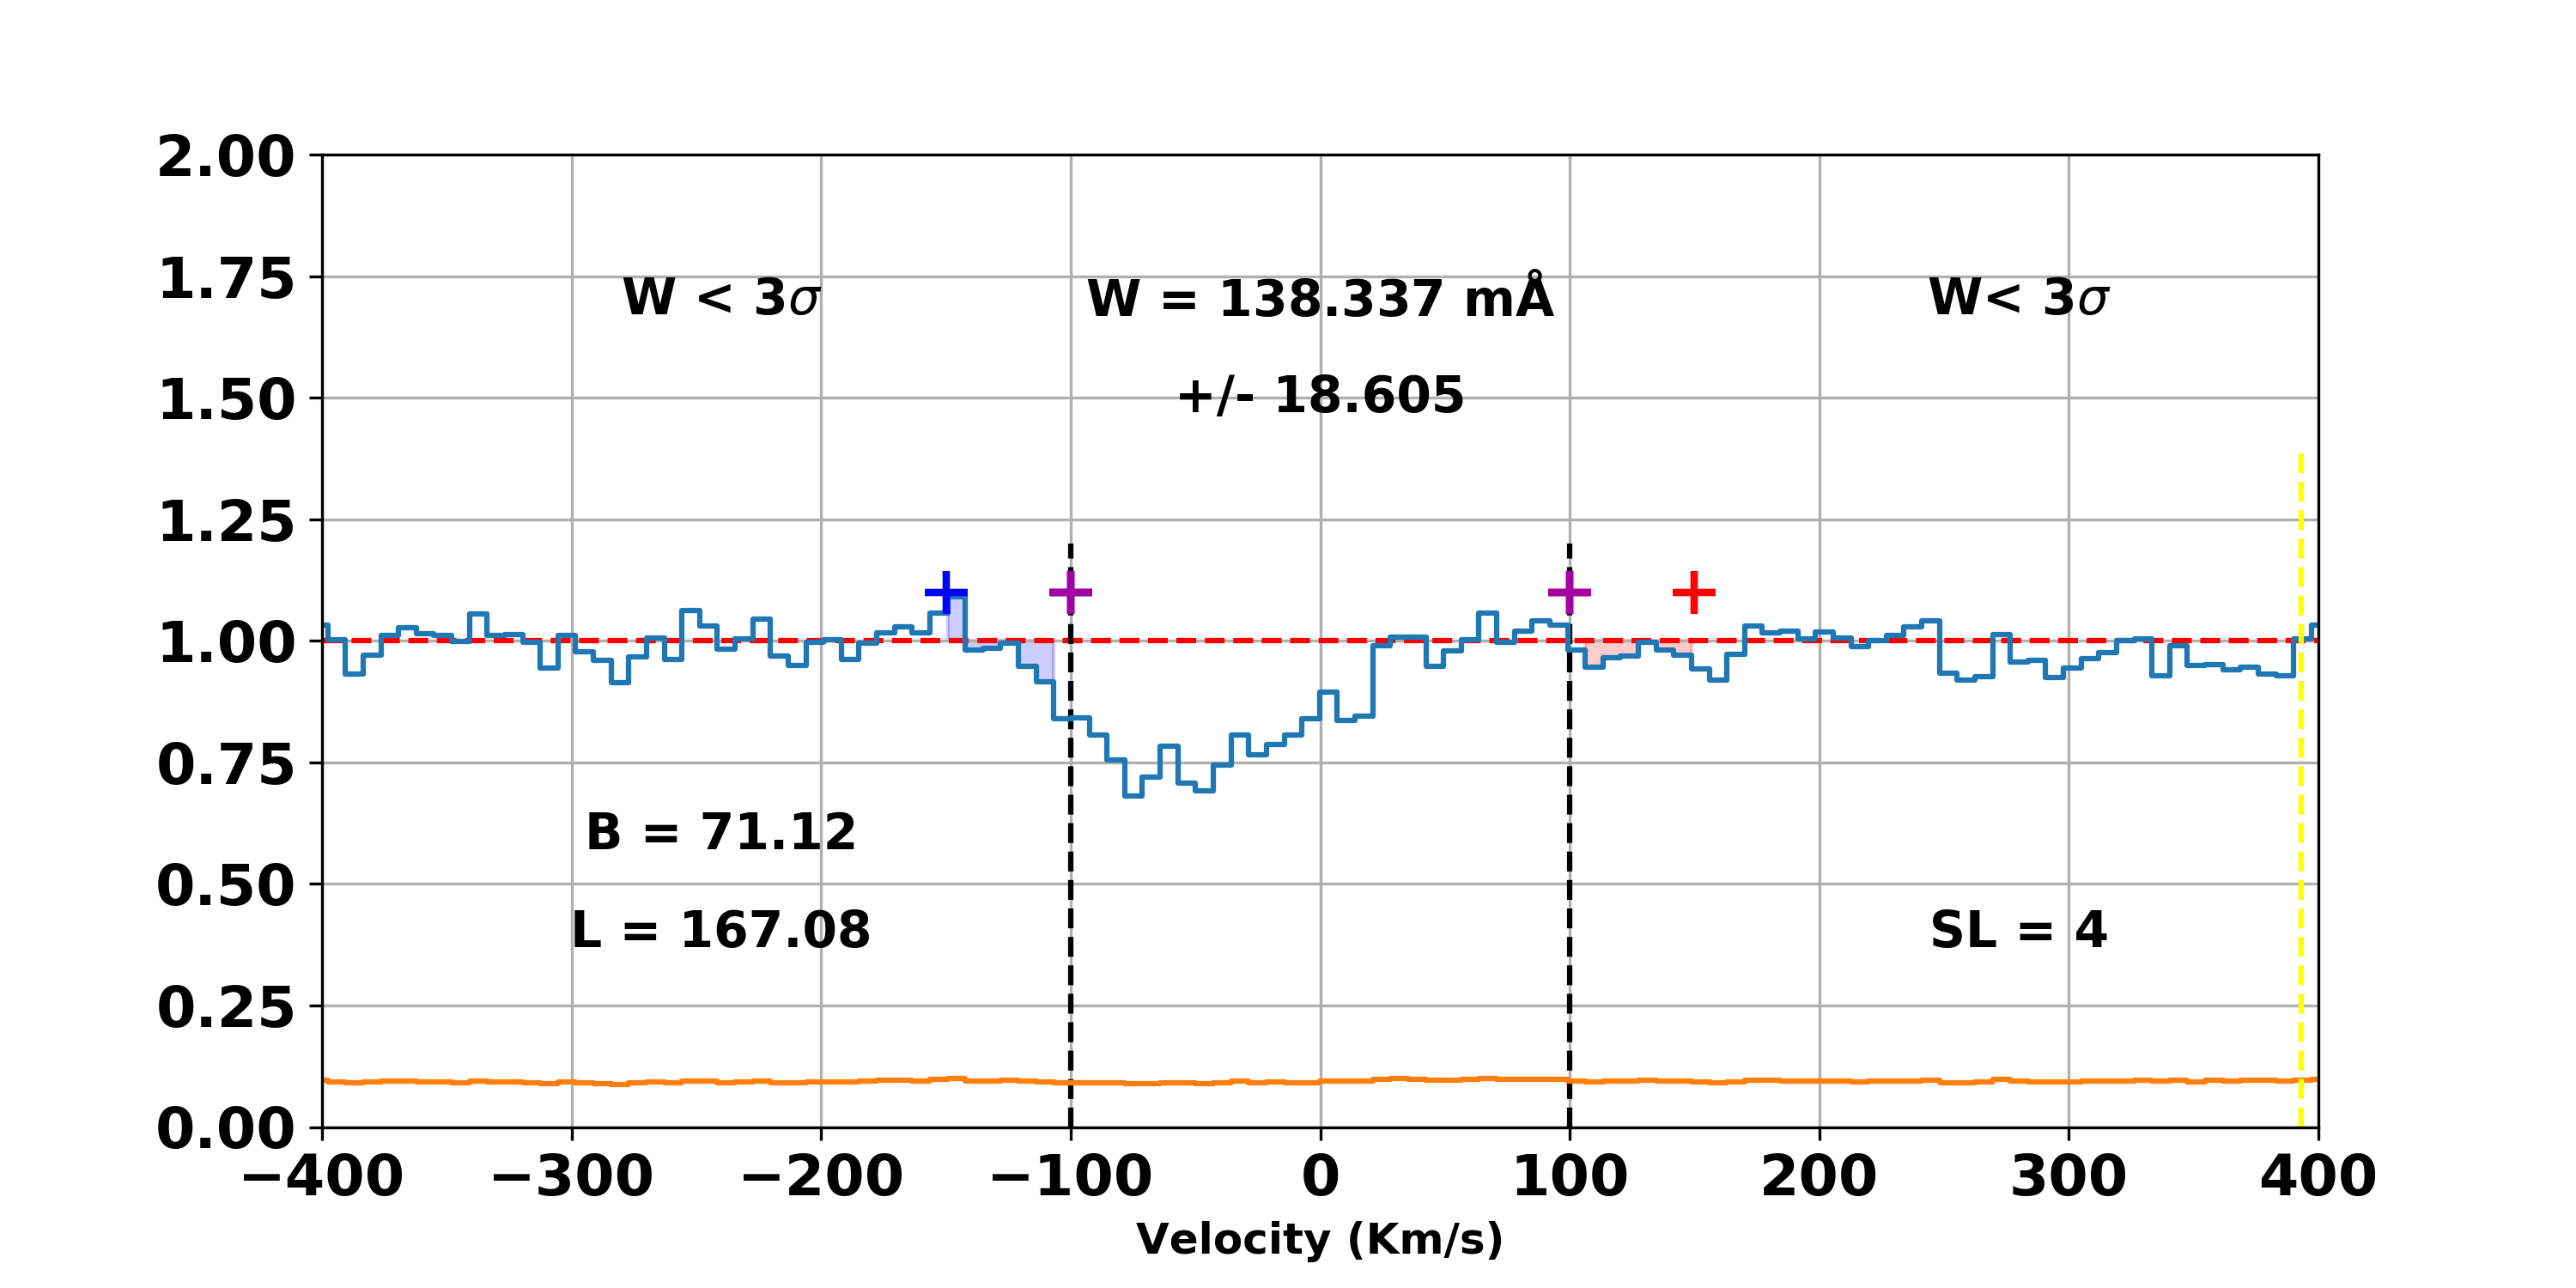 2.00
1.75
1.50
1.25
1.00
0.75
0.50
0.25
0.00
W < 3σ
W = 138.337 mÅ
+/- 18.605
W< 3σ
B = 71.12
L = 167.08
SL = 4
−400 −300 −200 −100 0 100 200 300 400
Velocity (Km/s)